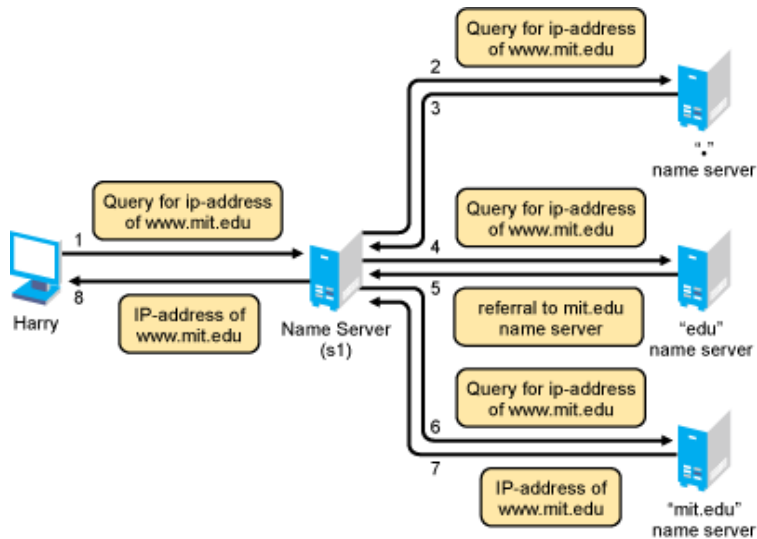 Query for ip-address
of www.mit.edu
2
3
"."
name server
Query for ip-address
of www.mit.edu
1
8
Harry
IP-address of
www.mit.edu
Name Server
(s1)
Query for ip-address
of www.mit.edu
4
5
referral to mit.edu
name server
"edu"
name server
Query for ip-address
of www.mit.edu
6
7
IP-address of
www.mit.edu
"mit.edu"
name server